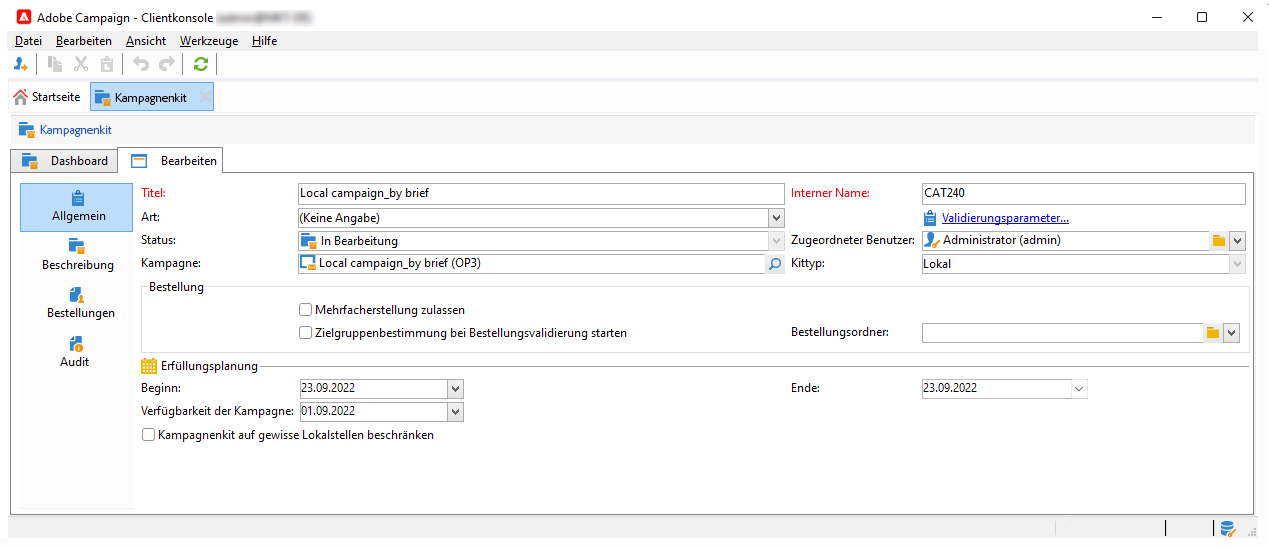 Adobe Campaign - Clientkonsole
Datei Bearbeiten Ansicht Werkzeuge Hilfe
Startseite Kampagnenkit
Kampagnenkit
Dashboard Bearbeiten
Allgemein
Beschreibung
Bestellungen
Audit
Titel: Local campaign_by brief Interner Name: CAT240
Art: (Keine Angabe) Validierungsparameter...
Status: In Bearbeitung Zugeordneter Benutzer: Administrator (admin)
Kampagne: Local campaign_by brief (OP3) Kittyp: Lokal
Bestellung
Mehrfacherstellung zulassen
Zielgruppenbestimmung bei Bestellungsvalidierung starten Bestellungsordner:
Erfüllungsplanung
Beginn: 23.09.2022 Ende: 23.09.2022
Verfügbarkeit der Kampagne: 01.09.2022
Kampagnenkit auf gewisse Lokalstellen beschränken